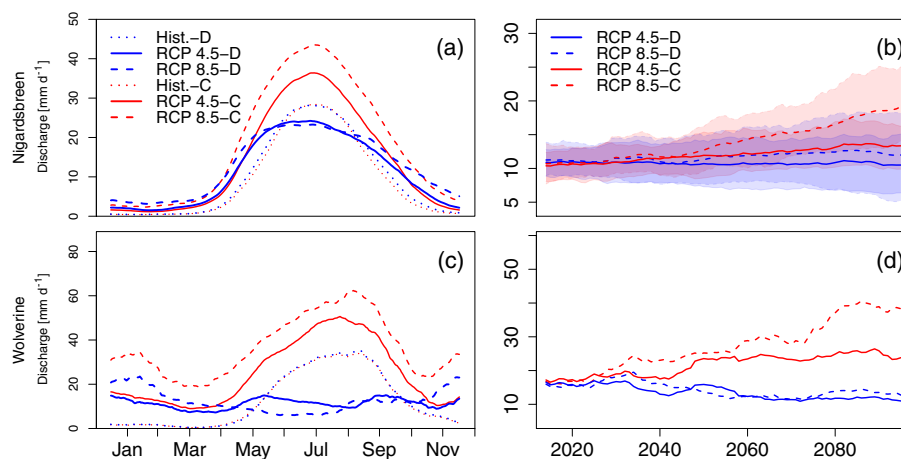 50
40
30
20
10
0
Nigardsbreen
Discharge [mm d⁻¹]
Hist.–D
RCP 4.5–D
RCP 8.5–D
Hist.–C
RCP 4.5–C
RCP 8.5–C
(a)
30
20
10
5
RCP 4.5–D
RCP 8.5–D
RCP 4.5–C
RCP 8.5–C
(b)
80
60
40
20
0
Wolverine
Discharge [mm d⁻¹]
(c)
Jan
Mar
May
Jul
Sep
Nov
60
50
30
10
(d)
2020
2040
2060
2080